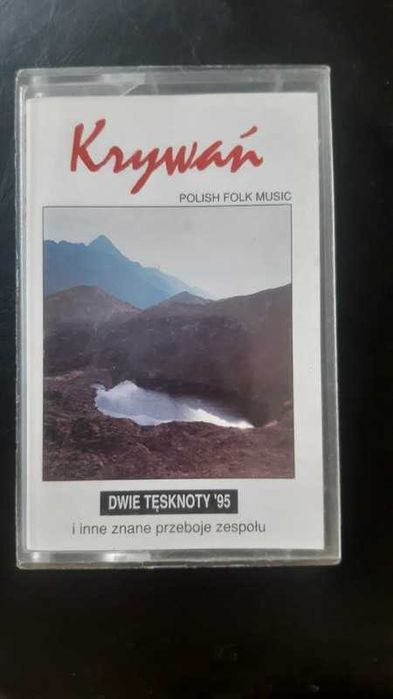 Krywań
POLISH FOLK MUSIC
DWIE TĘSKNOTY '95
i inne znane przeboje zespołu